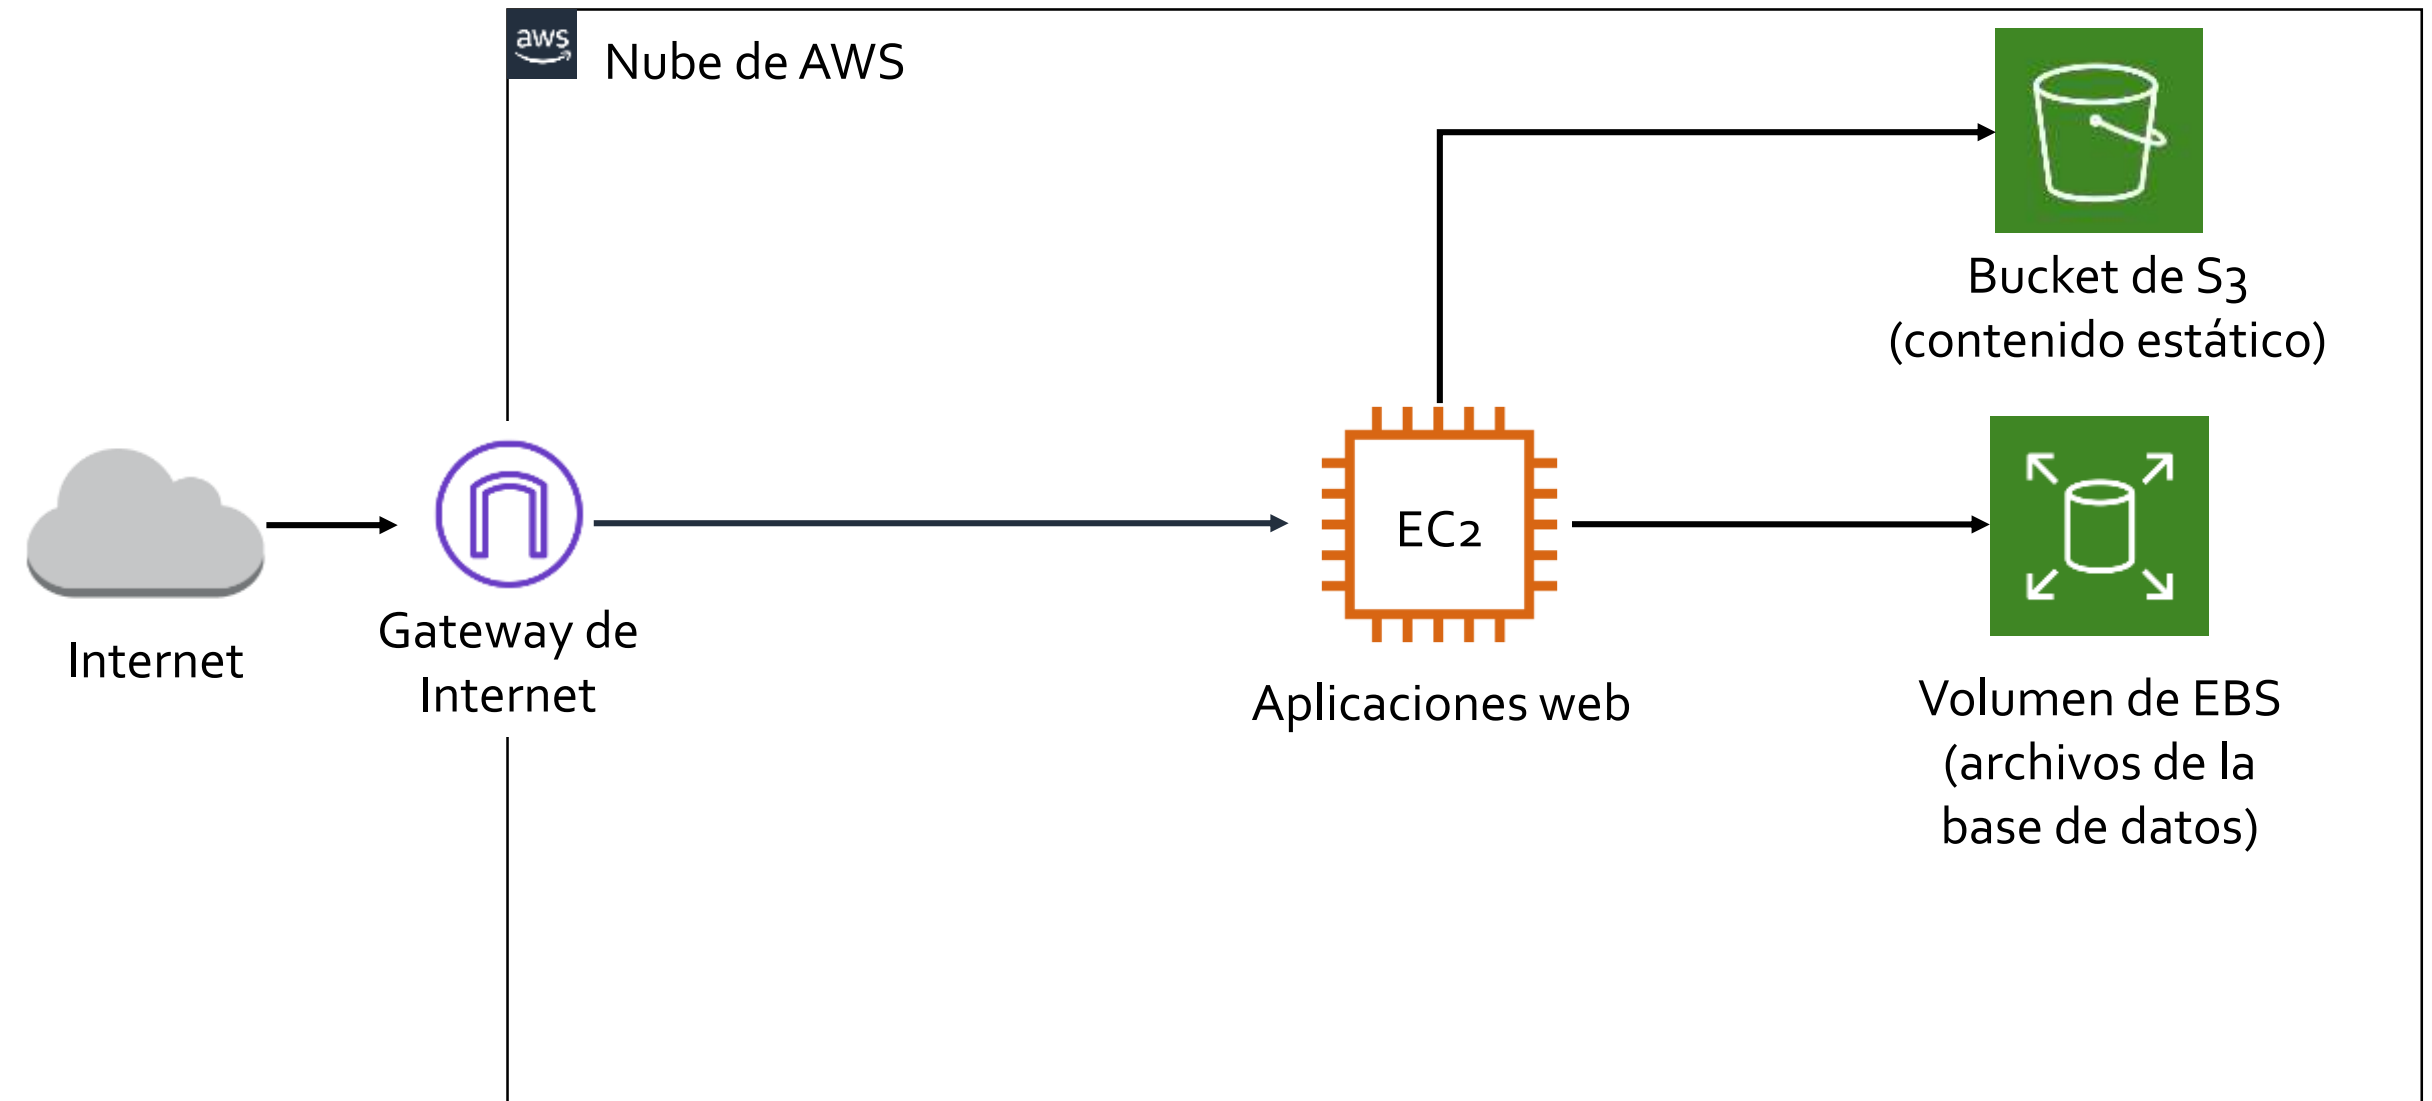 aws
Nube de AWS
Bucket de S3
(contenido estático)
Internet
Gateway de
Internet
EC2
Aplicaciones web
Volumen de EBS
(archivos de la
base de datos)